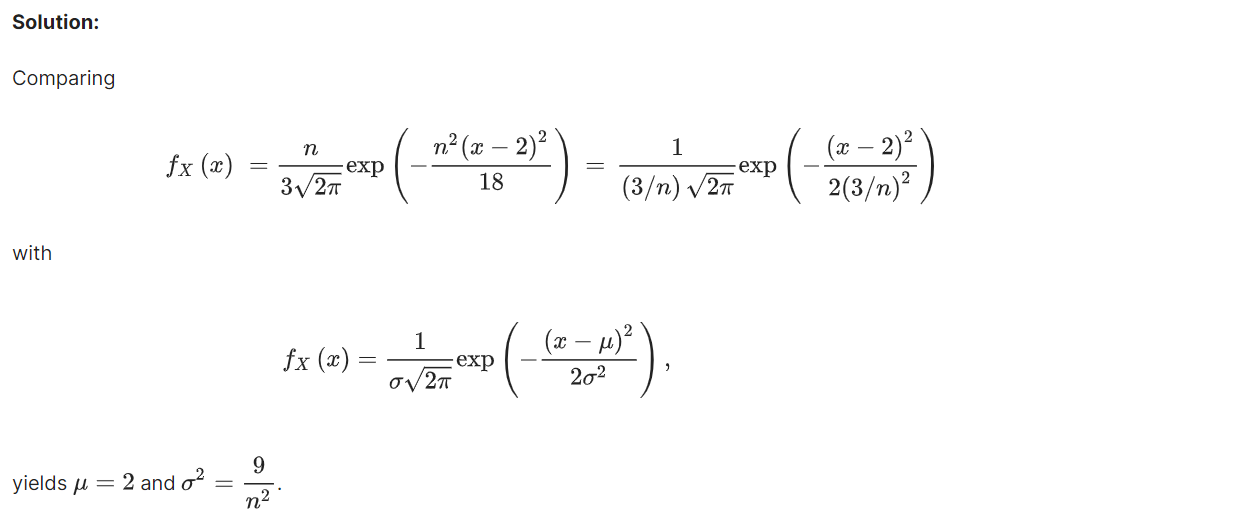 Solution:
Comparing
$f_X(x) = \frac{n}{3\sqrt{2\pi}} \exp\left(-\frac{n^2(x-2)^2}{18}\right) = \frac{1}{(3/n)\sqrt{2\pi}} \exp\left(-\frac{(x-2)^2}{2(3/n)^2}\right)$
with
$f_X(x) = \frac{1}{\sigma\sqrt{2\pi}} \exp\left(-\frac{(x-\mu)^2}{2\sigma^2}\right),$
yields $\mu = 2$ and $\sigma^2 = \frac{9}{n^2}.$